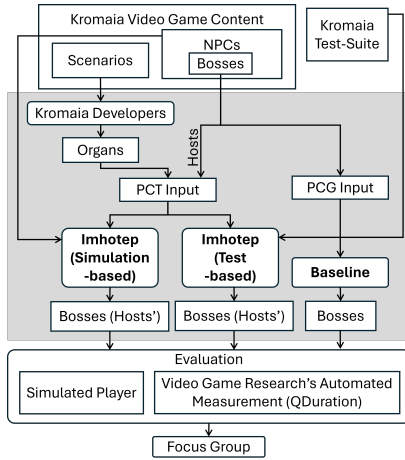 Kromaia Video Game Content
Kromaia
Test-Suite
NPCs
Scenarios
Bosses
Kromaia Developers
Hosts
Organs
PCT Input
PCG Input
Imhotep
(Simulation
-based)
Imhotep
(Test
-based)
Baseline
Bosses (Hosts’)
Bosses (Hosts’)
Bosses
Evaluation
Simulated Player
Video Game Research’s Automated
Measurement (QDuration)
Focus Group